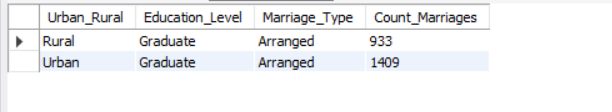 Urban_Rural Education_Level Marriage_Type Count_Marriages
Rural Graduate Arranged 933
Urban Graduate Arranged 1409